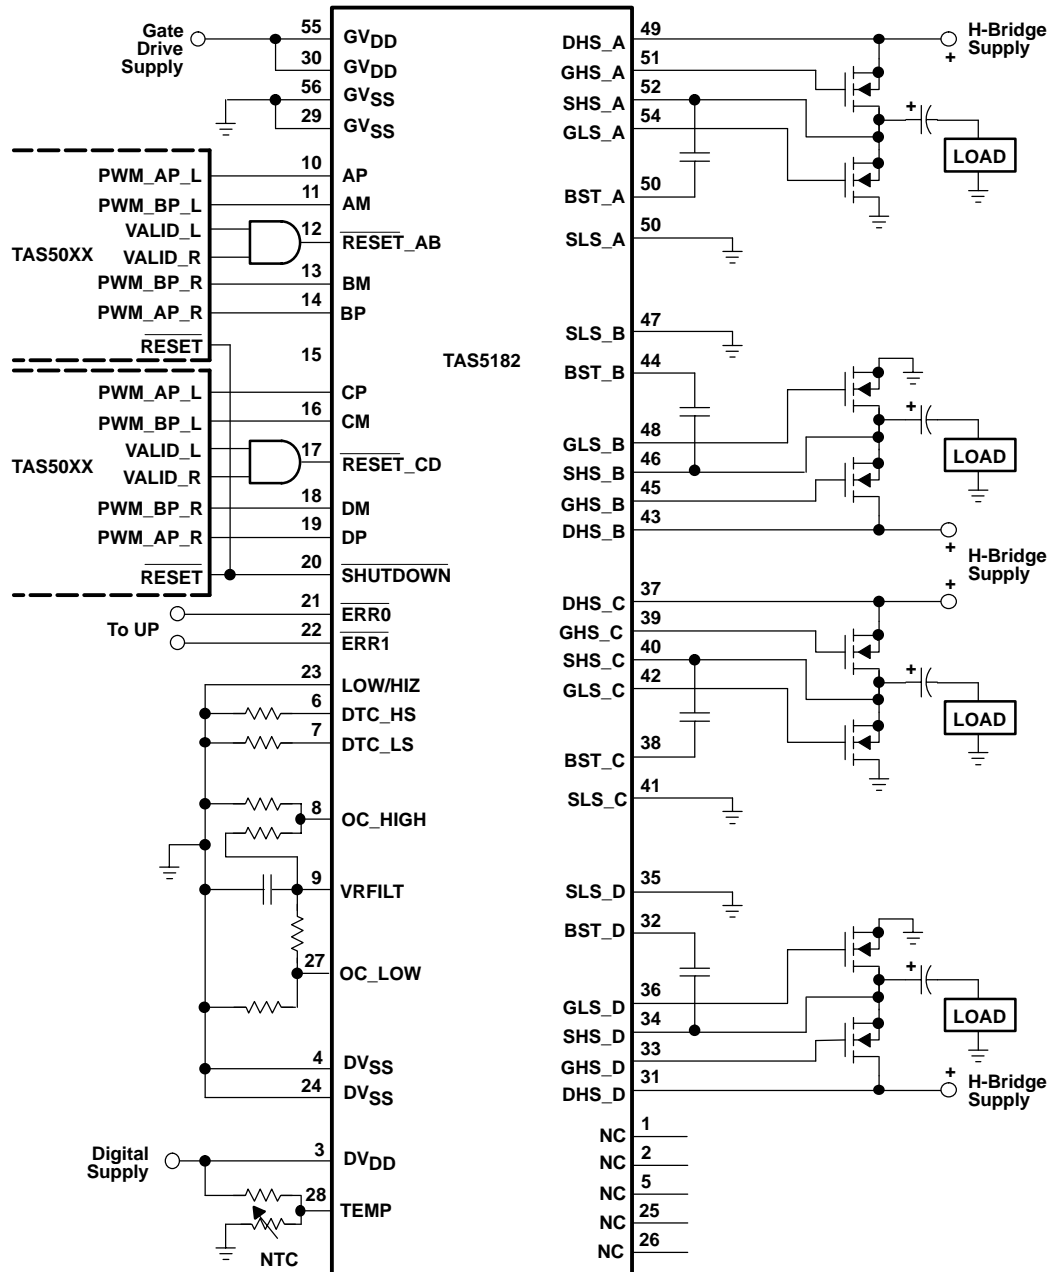 Gate
Drive
Supply
55 GVDD
30 GVDD
56 GVSS
29 GVSS
TAS50XX
PWM_AP_L 10 AP
PWM_BP_L 11 AM
VALID_L
12 RESET_AB
VALID_R
PWM_BP_R 13 BM
PWM_AP_R 14 BP
RESET
15
TAS50XX
PWM_AP_L CP
PWM_BP_L 16 CM
VALID_L
17 RESET_CD
VALID_R
PWM_BP_R 18 DM
PWM_AP_R 19 DP
RESET 20 SHUTDOWN
To UP
21 ERR0
22 ERR1
23 LOW/HIZ
6 DTC_HS
7 DTC_LS
8 OC_HIGH
9 VRFILT
27 OC_LOW
4 DVSS
24 DVSS
Digital
Supply
3 DVDD
28 TEMP
NTC
TAS5182
DHS_A 49
+
H-Bridge
Supply
GHS_A 51
SHS_A 52
GLS_A 54
+
LOAD
BST_A 50
SLS_A 50
SLS_B 47
BST_B 44
+
LOAD
GLS_B 48
SHS_B 46
GHS_B 45
DHS_B 43
+
H-Bridge
Supply
+
DHS_C 37
GHS_C 39
SHS_C 40
GLS_C 42
+
LOAD
BST_C 38
SLS_C 41
SLS_D 35
BST_D 32
+
LOAD
GLS_D 36
SHS_D 34
GHS_D 33
DHS_D 31
+
H-Bridge
Supply
NC 1
NC 2
NC 5
NC 25
NC 26